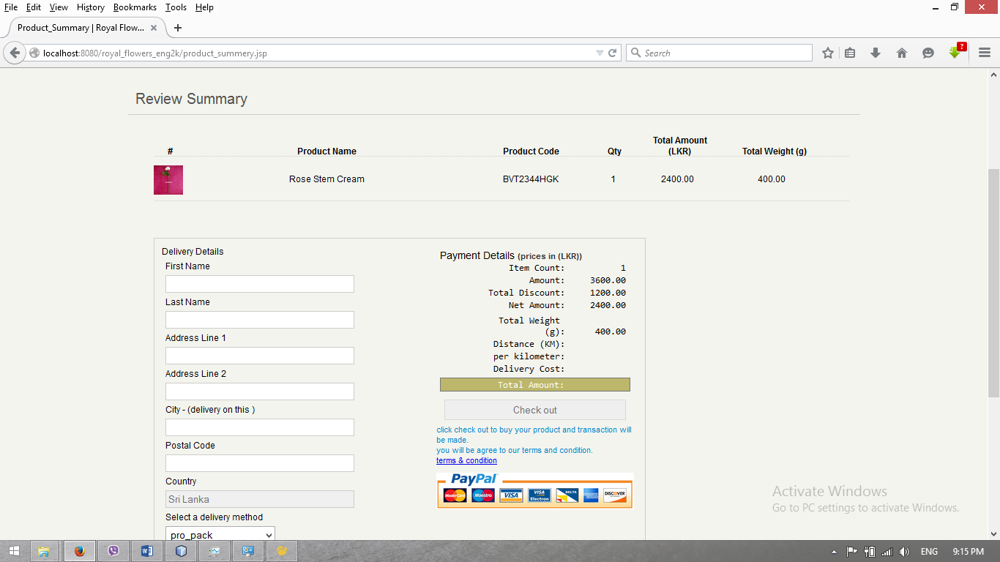 File Edit View History Bookmarks Tools Help
Product_Summary | Royal Flow...
localhost:8080/royal_flowers_eng2k/product_summery.jsp
Search
?
Review Summary
# Product Name Product Code Qty Total Amount (LKR) Total Weight (g)
Rose Stem Cream BVT2344HGK 1 2400.00 400.00
Delivery Details
First Name
Last Name
Address Line 1
Address Line 2
City - (delivery on this )
Postal Code
Country
Sri Lanka
Select a delivery method
pro_pack
Payment Details (prices in (LKR))
Item Count: 1
Amount: 3600.00
Total Discount: 1200.00
Net Amount: 2400.00
Total Weight
(g): 400.00
Distance (KM):
per kilometer:
Delivery Cost:
Total Amount:
Check out
click check out to buy your product and transaction will
be made.
you will be agree to our terms and condition.
terms & condition
PayPal
MasterCard Maestro VISA VISA Electron DELTA DISCOVER
Activate Windows
Go to PC settings to activate Windows.
ENG 9:15 PM